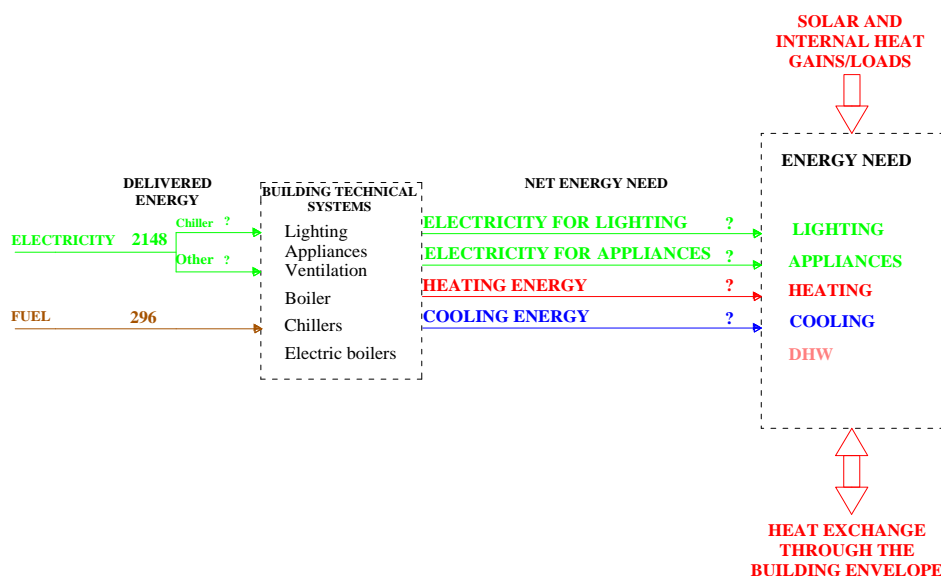 SOLAR AND
INTERNAL HEAT
GAINS/LOADS
ENERGY NEED
DELIVERED
ENERGY
BUILDING TECHNICAL
SYSTEMS
NET ENERGY NEED
Chiller ?
ELECTRICITY 2148
Other ?
Lighting
Appliances
Ventilation
Boiler
Chillers
Electric boilers
FUEL 296
ELECTRICITY FOR LIGHTING ?
ELECTRICITY FOR APPLIANCES ?
HEATING ENERGY ?
COOLING ENERGY ?
LIGHTING
APPLIANCES
HEATING
COOLING
DHW
HEAT EXCHANGE
THROUGH THE
BUILDING ENVELOPE